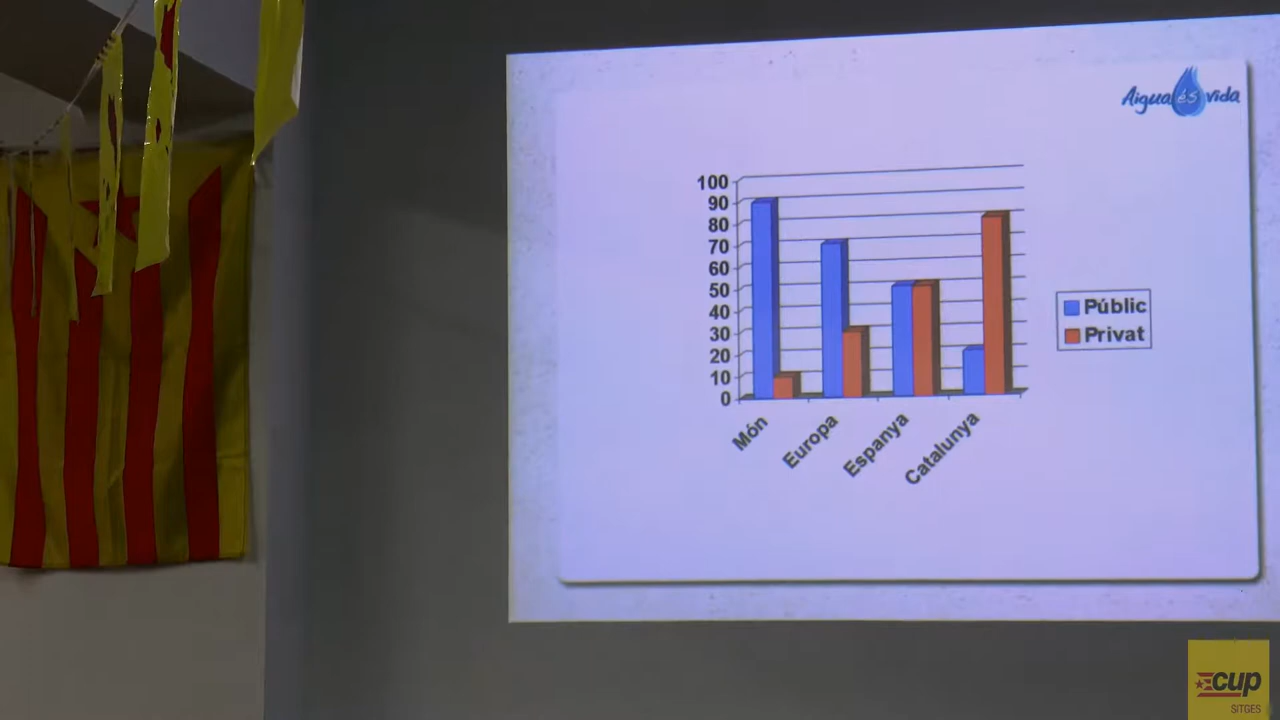 Aigua és vida
100
90
80
70
60
50
40
30
20
10
0
Públic
Privat
Món
Europa
Espanya
Catalunya
cup
SITGES